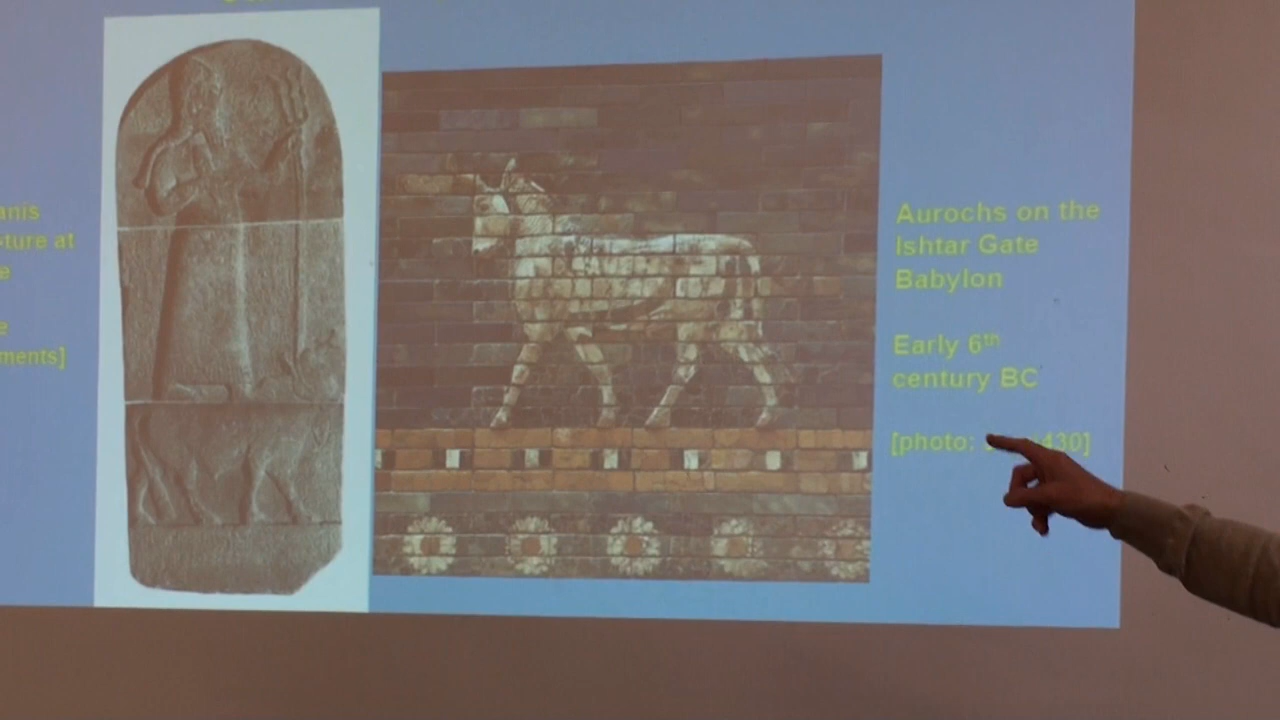 anis
ture at
e
e
ments]
Aurochs on the
Ishtar Gate
Babylon
Early 6th
century BC
[photo: 430]